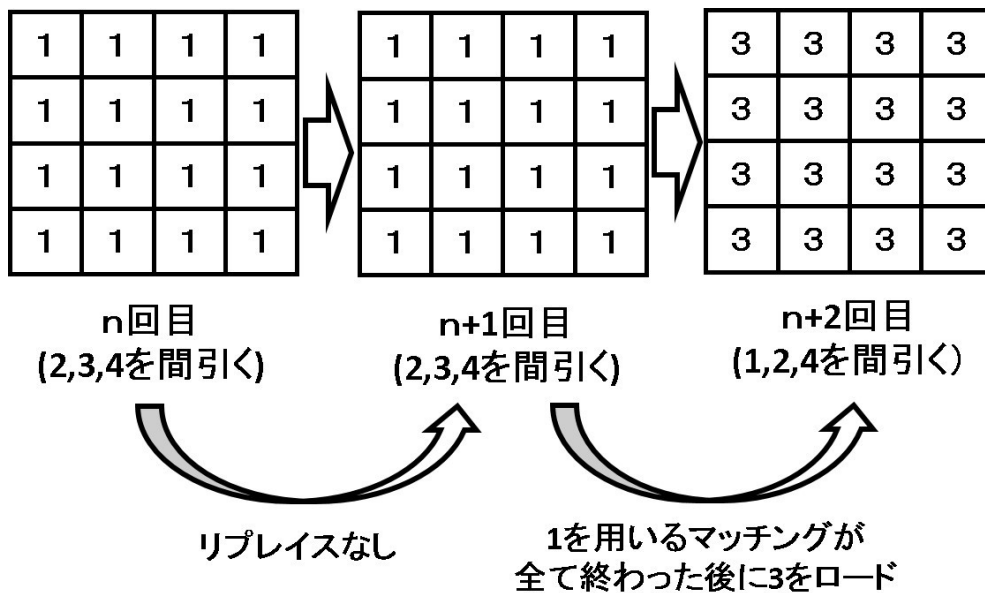 1 1 1 1 1 1 1 1 3 3 3 3
1 1 1 1 1 1 1 1 3 3 3 3
1 1 1 1 1 1 1 1 3 3 3 3
1 1 1 1 1 1 1 1 3 3 3 3
n回目
(2,3,4を間引く)
n+1回目
(2,3,4を間引く)
n+2回目
(1,2,4を間引く)
リプレイスなし
1を用いるマッチングが
全て終わった後に3をロード